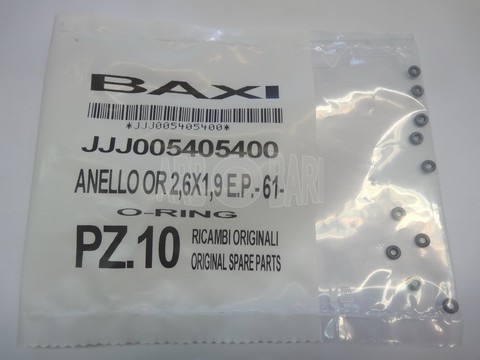 BAXI
*JJJ005405400*
JJJ005405400
ANELLO OR 2,6X1,9 E.P.- 61-
O-RING
PZ.10
RICAMBI ORIGINALI
ORIGINAL SPARE PARTS